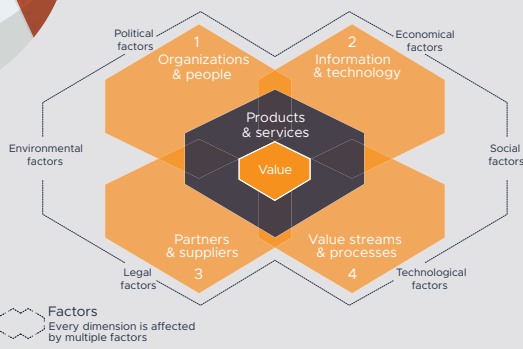 Political
factors
Economical
factors
1
Organizations
& people
2
Information
& technology
Products
& services
Environmental
factors
Value
Social
factors
Partners
& suppliers
3
Value streams
& processes
4
Legal
factors
Technological
factors
Factors
Every dimension is affected
by multiple factors